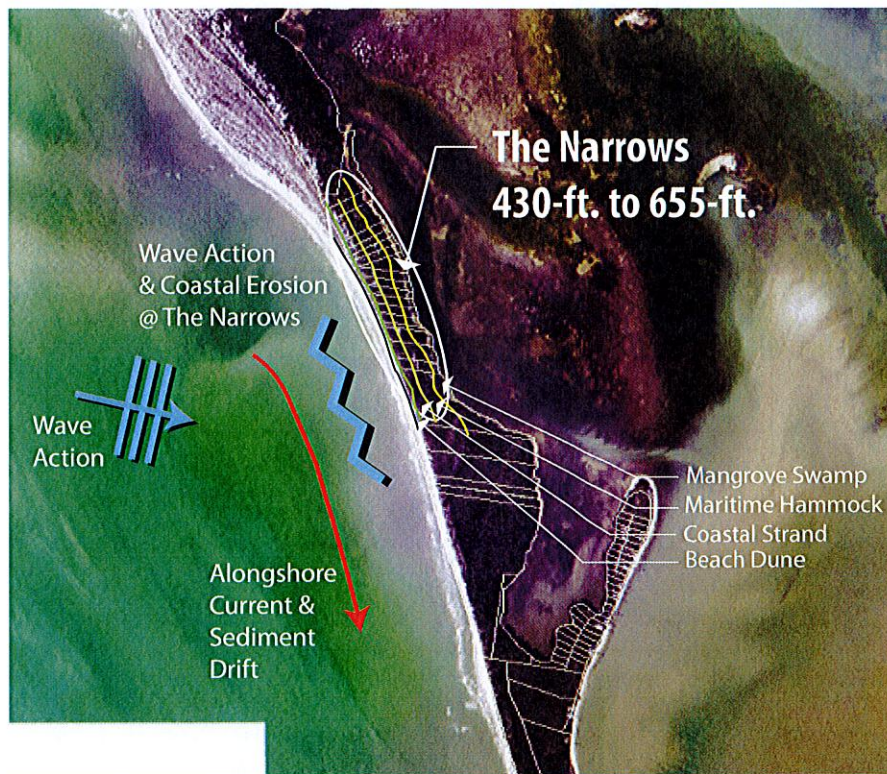 The Narrows
430-ft. to 655-ft.
Wave Action
& Coastal Erosion
@ The Narrows
Wave
Action
Alongshore
Current &
Sediment
Drift
Mangrove Swamp
Maritime Hammock
Coastal Strand
Beach Dune